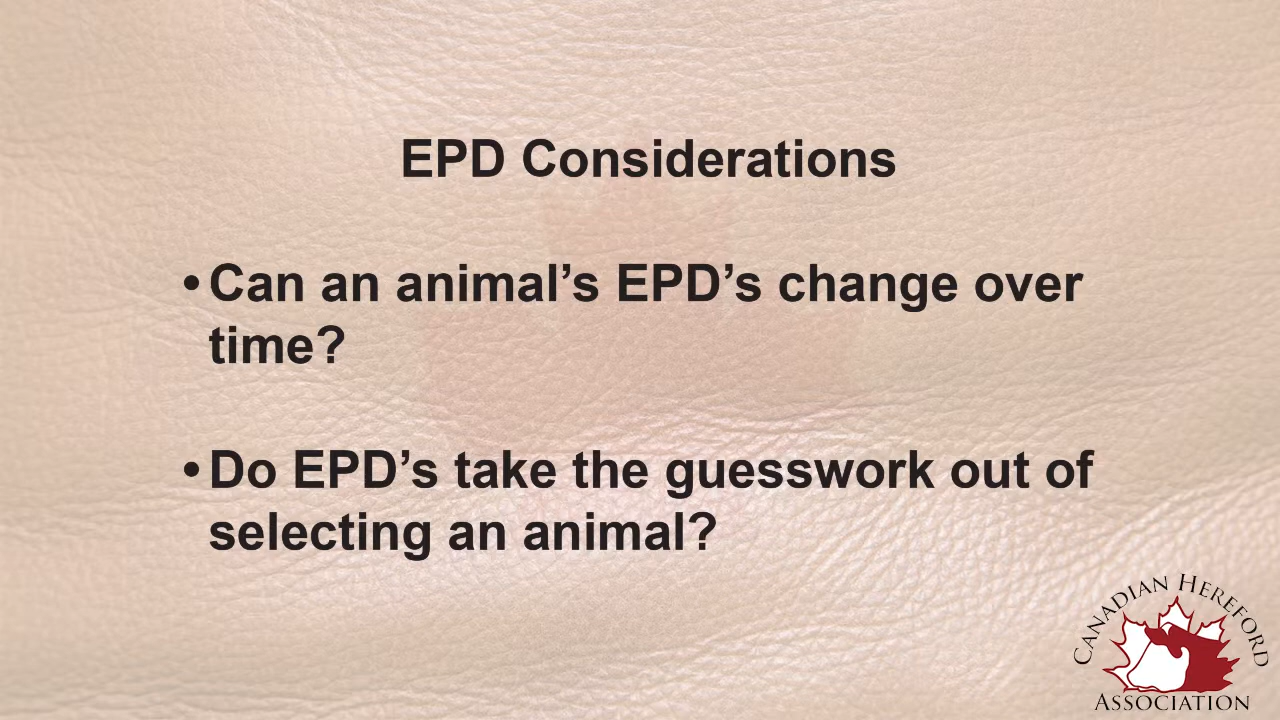 EPD Considerations
• Can an animal’s EPD’s change over
time?
• Do EPD’s take the guesswork out of
selecting an animal?
CANADIAN HEREFORD
ASSOCIATION